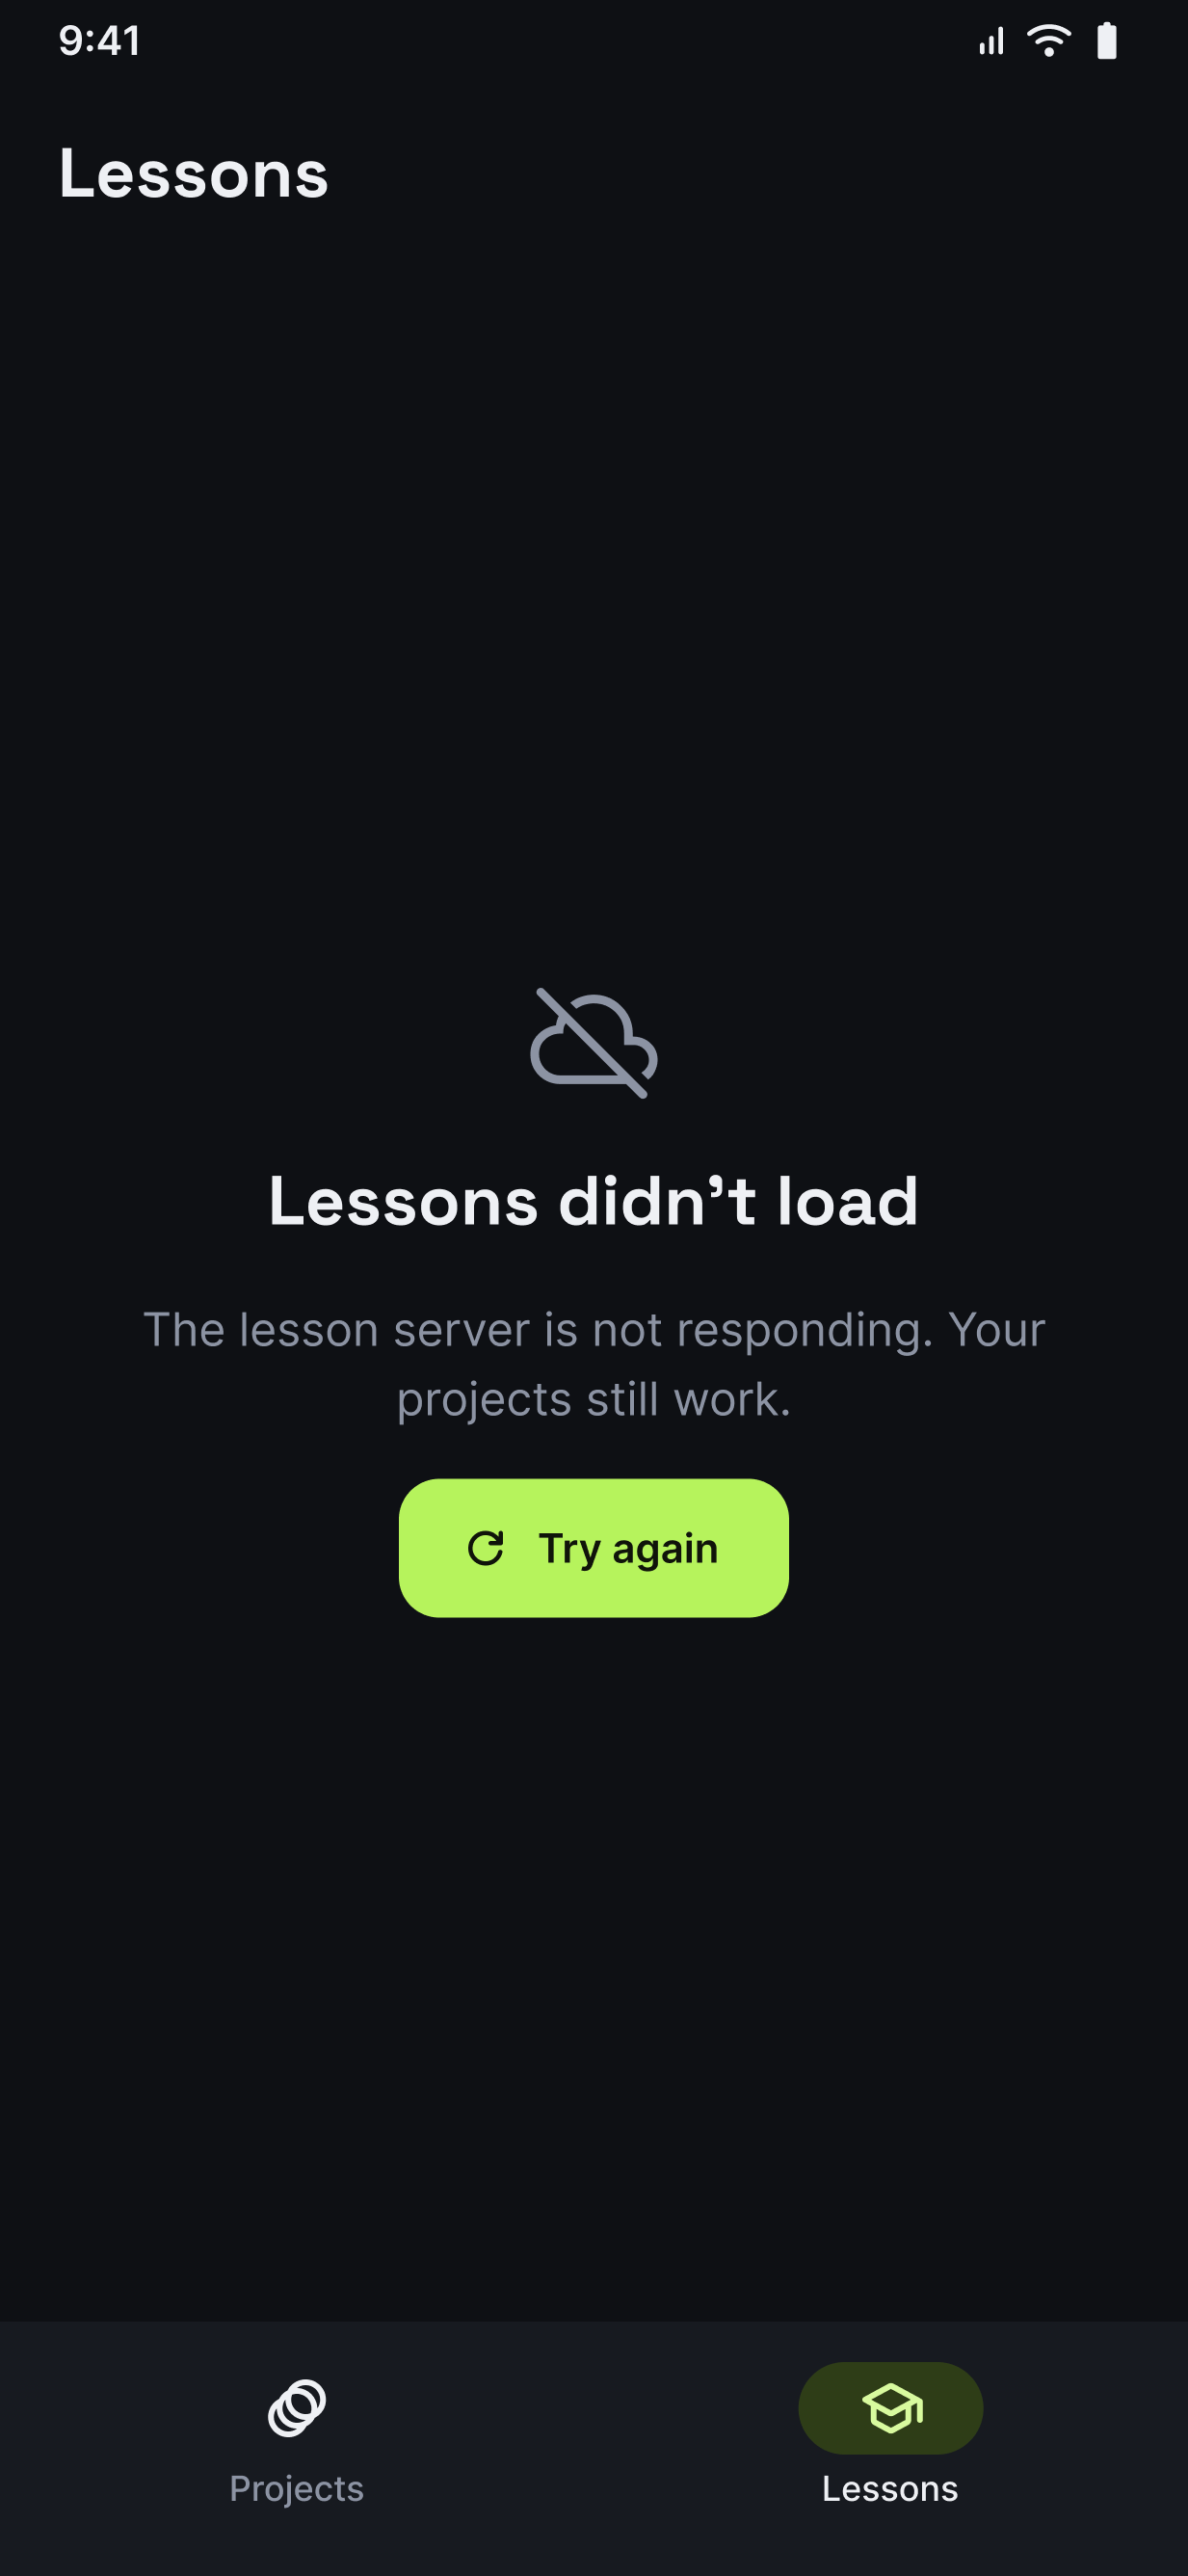 9:41
Lessons
Lessons didn’t load
The lesson server is not responding. Your
projects still work.
Try again
Projects
Lessons